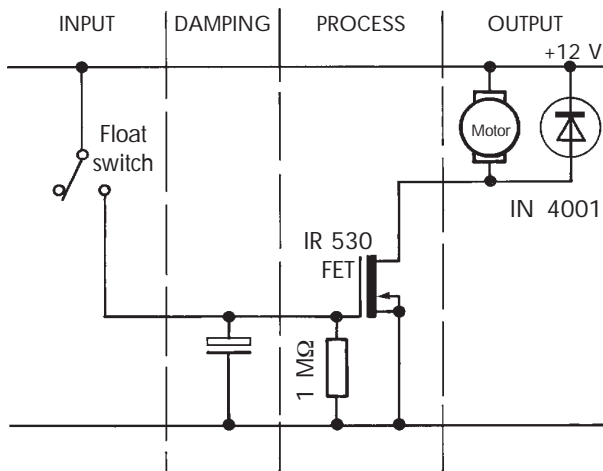 INPUT
DAMPING
PROCESS
OUTPUT
+12 V
Float
switch
Motor
IN 4001
IR 530
FET
1 MΩ